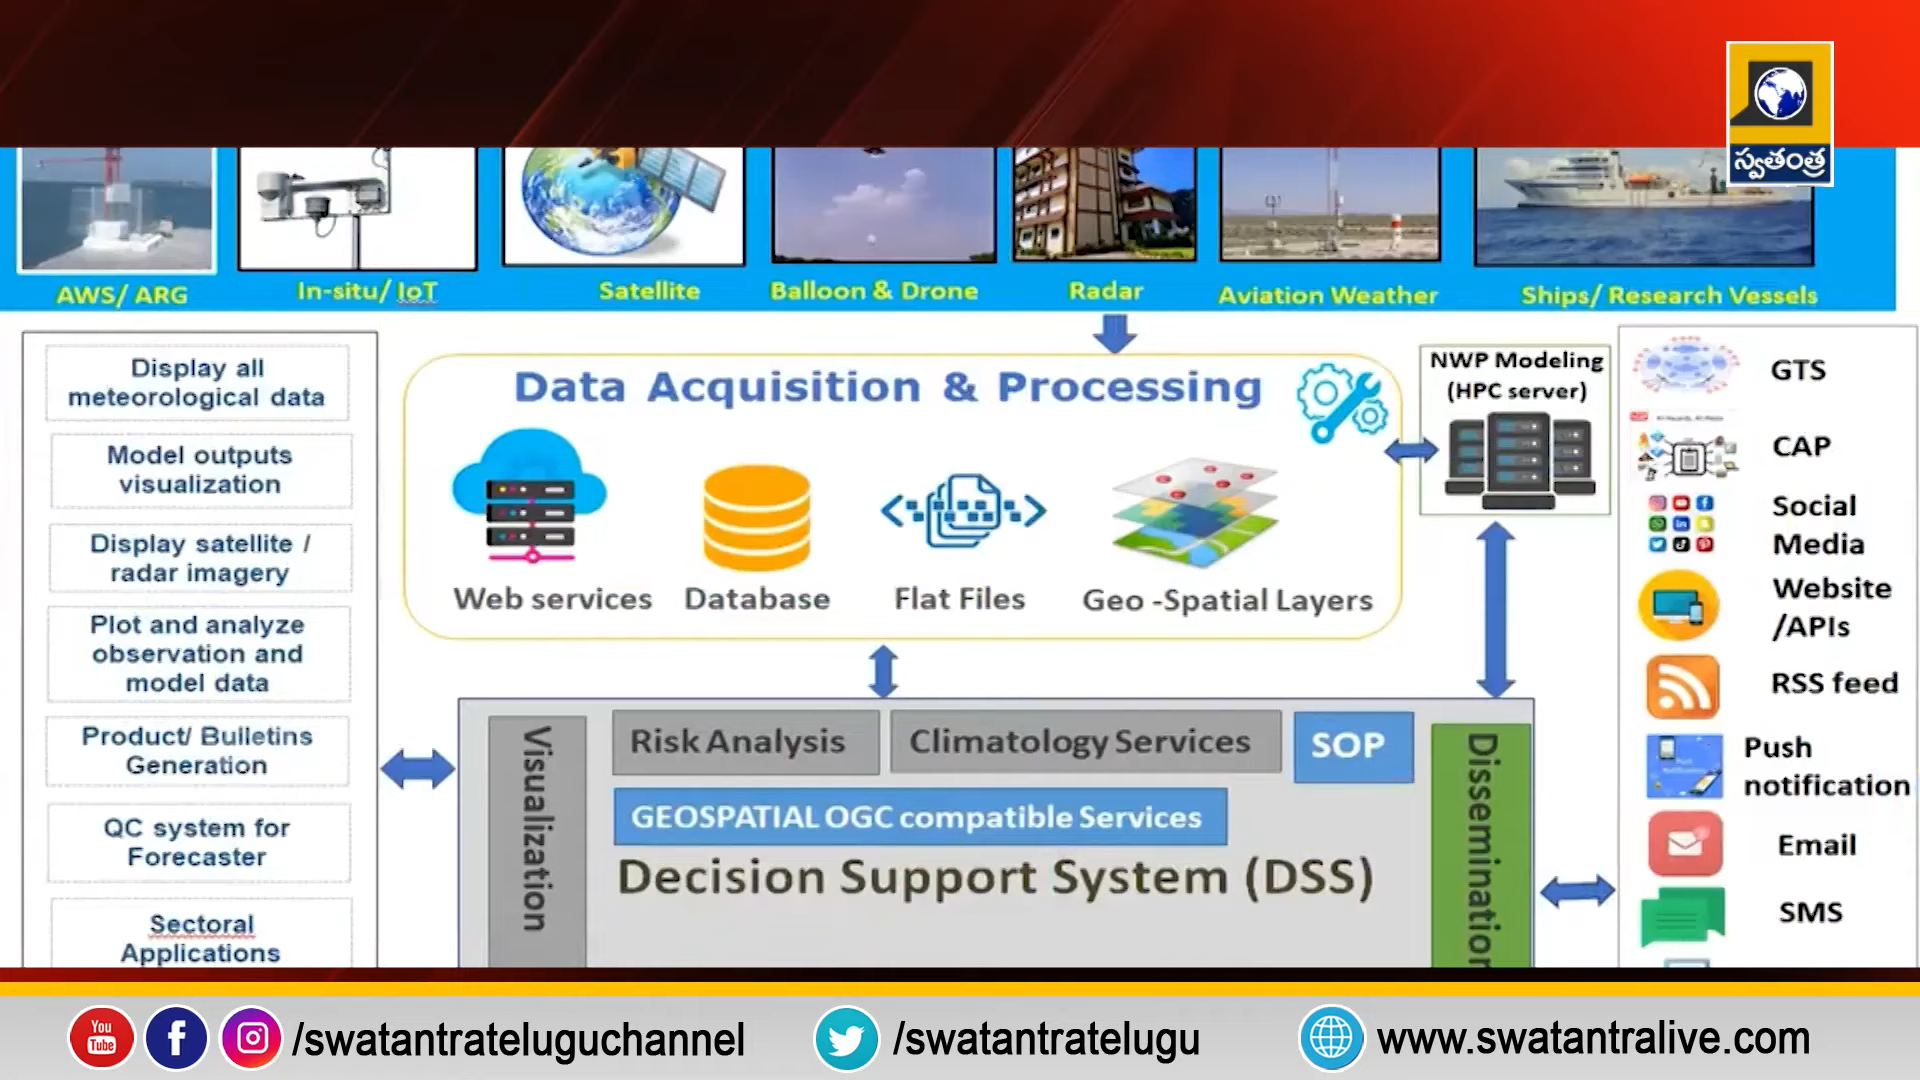 స్వతంత్ర
AWS/ ARG
In-situ/ IoT
Satellite
Balloon & Drone
Radar
Aviation Weather
Ships/ Research Vessels
Display all
meteorological data
Model outputs
visualization
Display satellite /
radar imagery
Plot and analyze
observation and
model data
Product/ Bulletins
Generation
QC system for
Forecaster
Sectoral
Applications
Data Acquisition & Processing
Web services
Database
Flat Files
Geo -Spatial Layers
NWP Modeling
(HPC server)
Visualization
Risk Analysis
Climatology Services
SOP
GEOSPATIAL OGC compatible Services
Decision Support System (DSS)
Dissemination
GTS
CAP
Social
Media
Website
/APIs
RSS feed
Push
notification
Email
SMS
You
Tube
/swatantrateluguchannel
/swatantratelugu
www.swatantralive.com